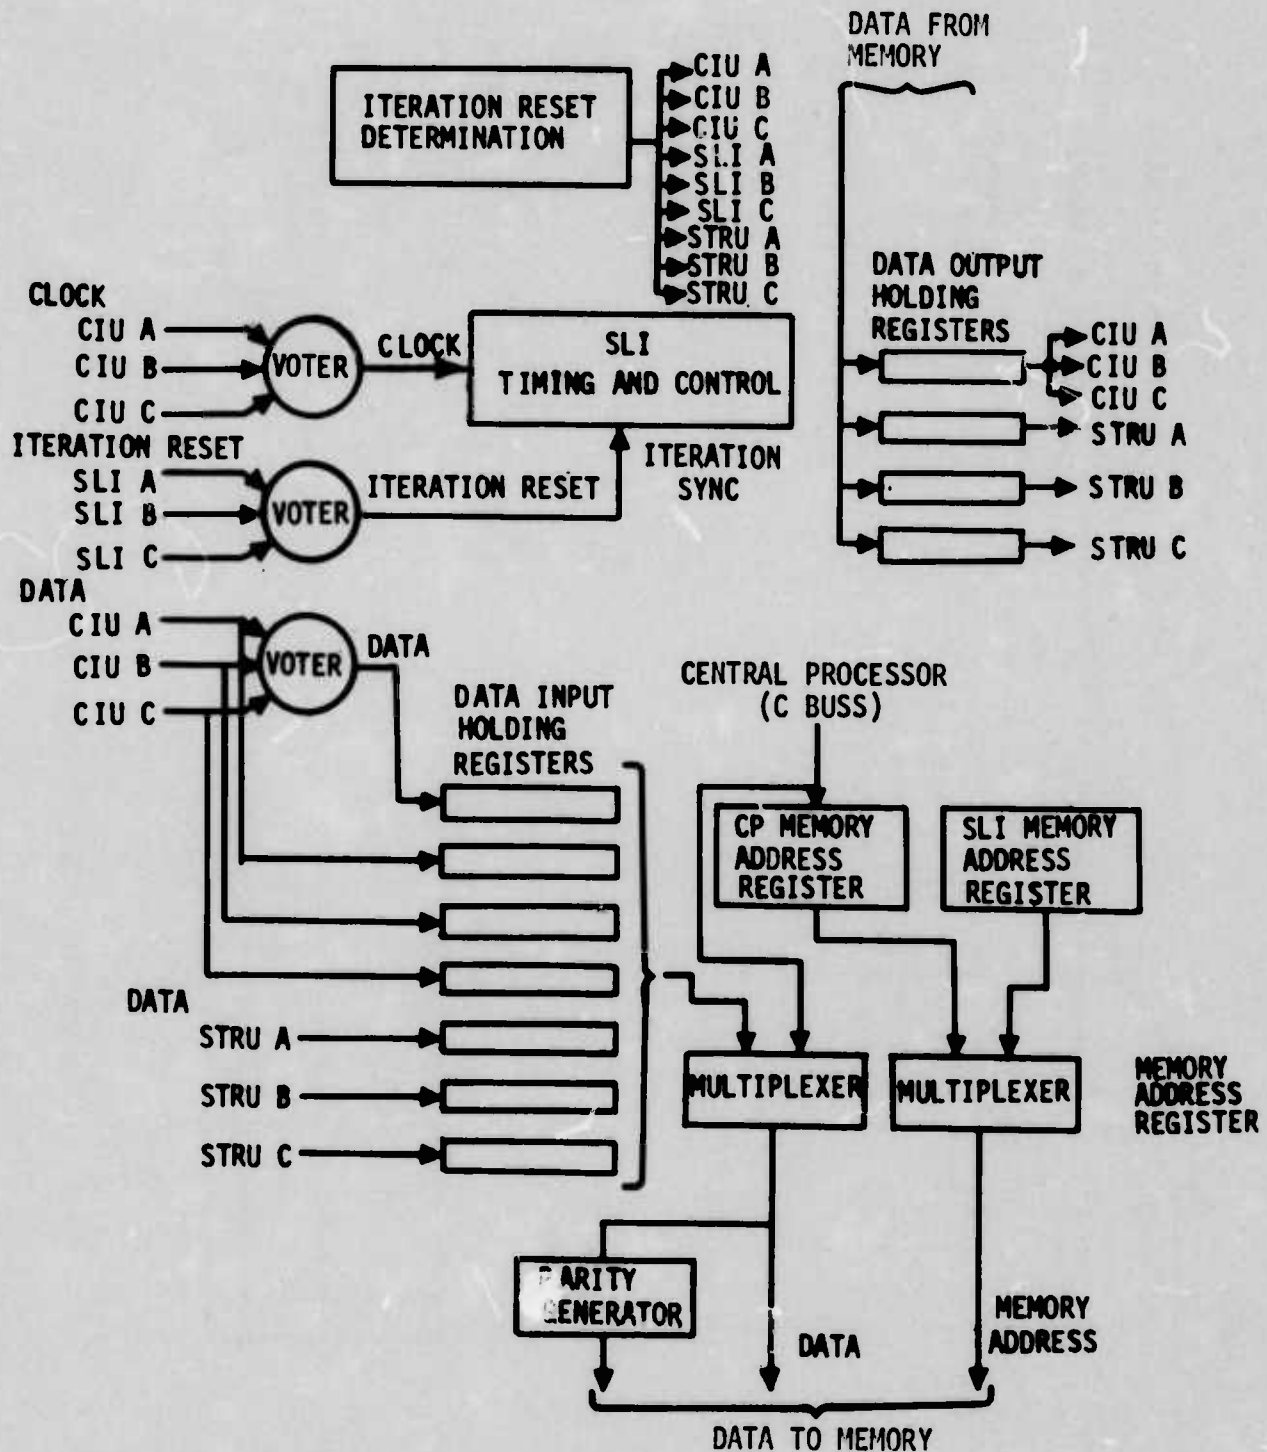 DATA FROM
MEMORY
ITERATION RESET
DETERMINATION
CIU A
CIU B
CIU C
SLI A
SLI B
SLI C
STRU A
STRU B
STRU C
DATA OUTPUT
HOLDING
REGISTERS
CIU A
CIU B
CIU C
STRU A
STRU B
STRU C
CLOCK
CIU A
CIU B
CIU C
VOTER
CLOCK
SLI
TIMING AND CONTROL
ITERATION RESET
SLI A
SLI B
SLI C
VOTER
ITERATION RESET
ITERATION
SYNC
DATA
CIU A
CIU B
CIU C
VOTER
DATA
DATA INPUT
HOLDING
REGISTERS
CENTRAL PROCESSOR
(C BUSS)
CP MEMORY
ADDRESS
REGISTER
SLI MEMORY
ADDRESS
REGISTER
DATA
STRU A
STRU B
STRU C
MULTIPLEXER
MULTIPLEXER
MEMORY
ADDRESS
REGISTER
PARITY
GENERATOR
DATA
MEMORY
ADDRESS
DATA TO MEMORY